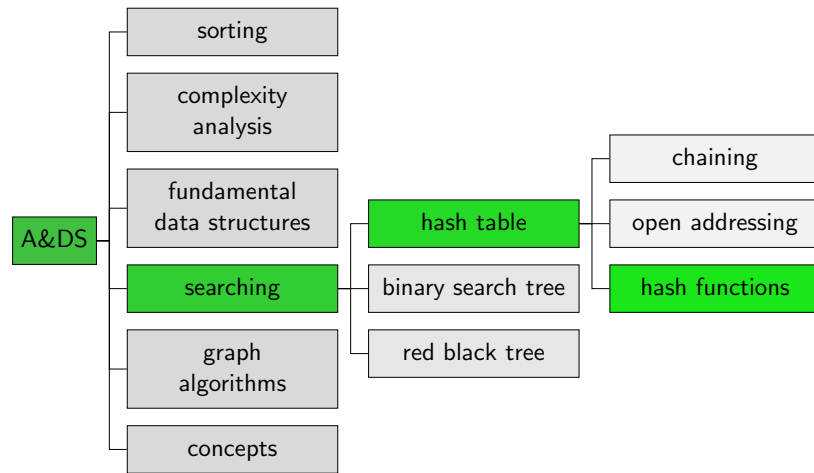 A&DS
sorting
complexity
analysis
fundamental
data structures
searching
graph
algorithms
concepts
hash table
binary search tree
red black tree
chaining
open addressing
hash functions